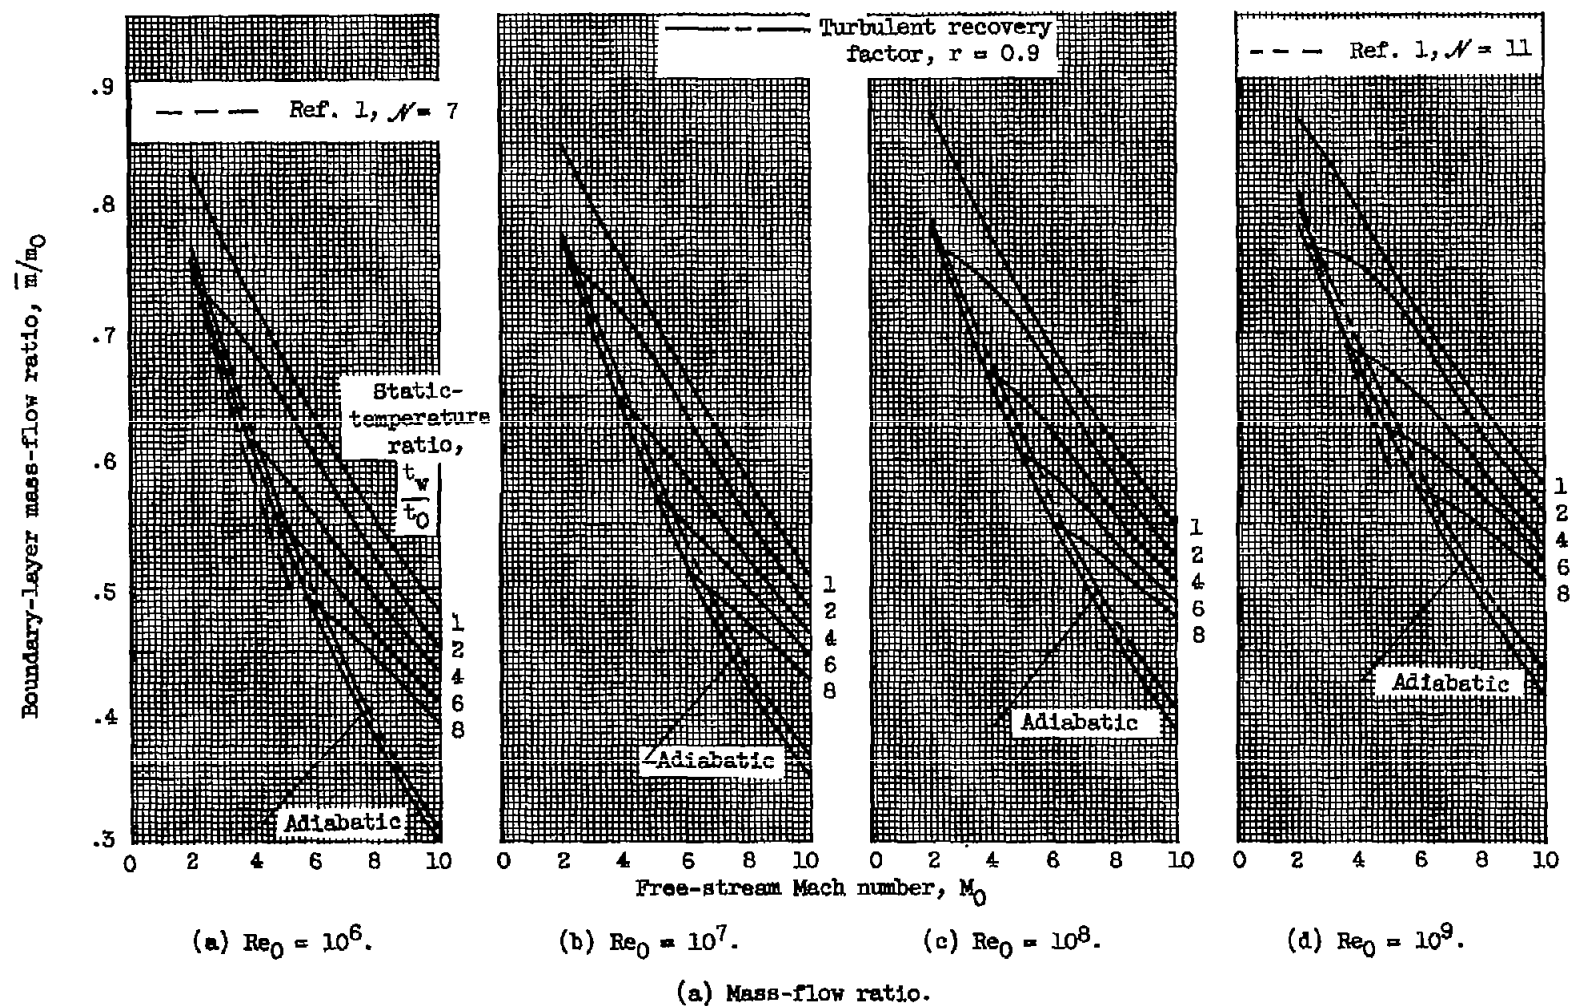 Turbulent recovery
factor, r = 0.9
Ref. 1, 𝒩 = 7
Ref. 1, 𝒩 = 11
Boundary-layer mass-flow ratio, m̅/m₀
.9
.8
.7
.6
.5
.4
.3
Static-
temperature
ratio,
t_w
t₀
1
2
4
6
8
Adiabatic
0 2 4 6 8 10
1
2
4
6
8
Adiabatic
0 2 4 6 8 10
1
2
4
6
8
Adiabatic
0 2 4 6 8 10
1
2
4
6
8
Adiabatic
0 2 4 6 8 10
Free-stream Mach number, M₀
(a) Re₀ = 10⁶.
(b) Re₀ = 10⁷.
(c) Re₀ = 10⁸.
(d) Re₀ = 10⁹.
(a) Mass-flow ratio.